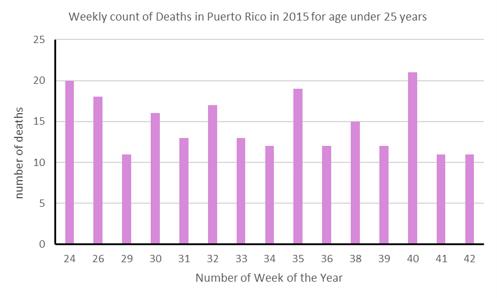 Weekly count of Deaths in Puerto Rico in 2015 for age under 25 years
25
20
15
10
5
0
number of deaths
24 26 29 30 31 32 33 34 35 36 38 39 40 41 42
Number of Week of the Year